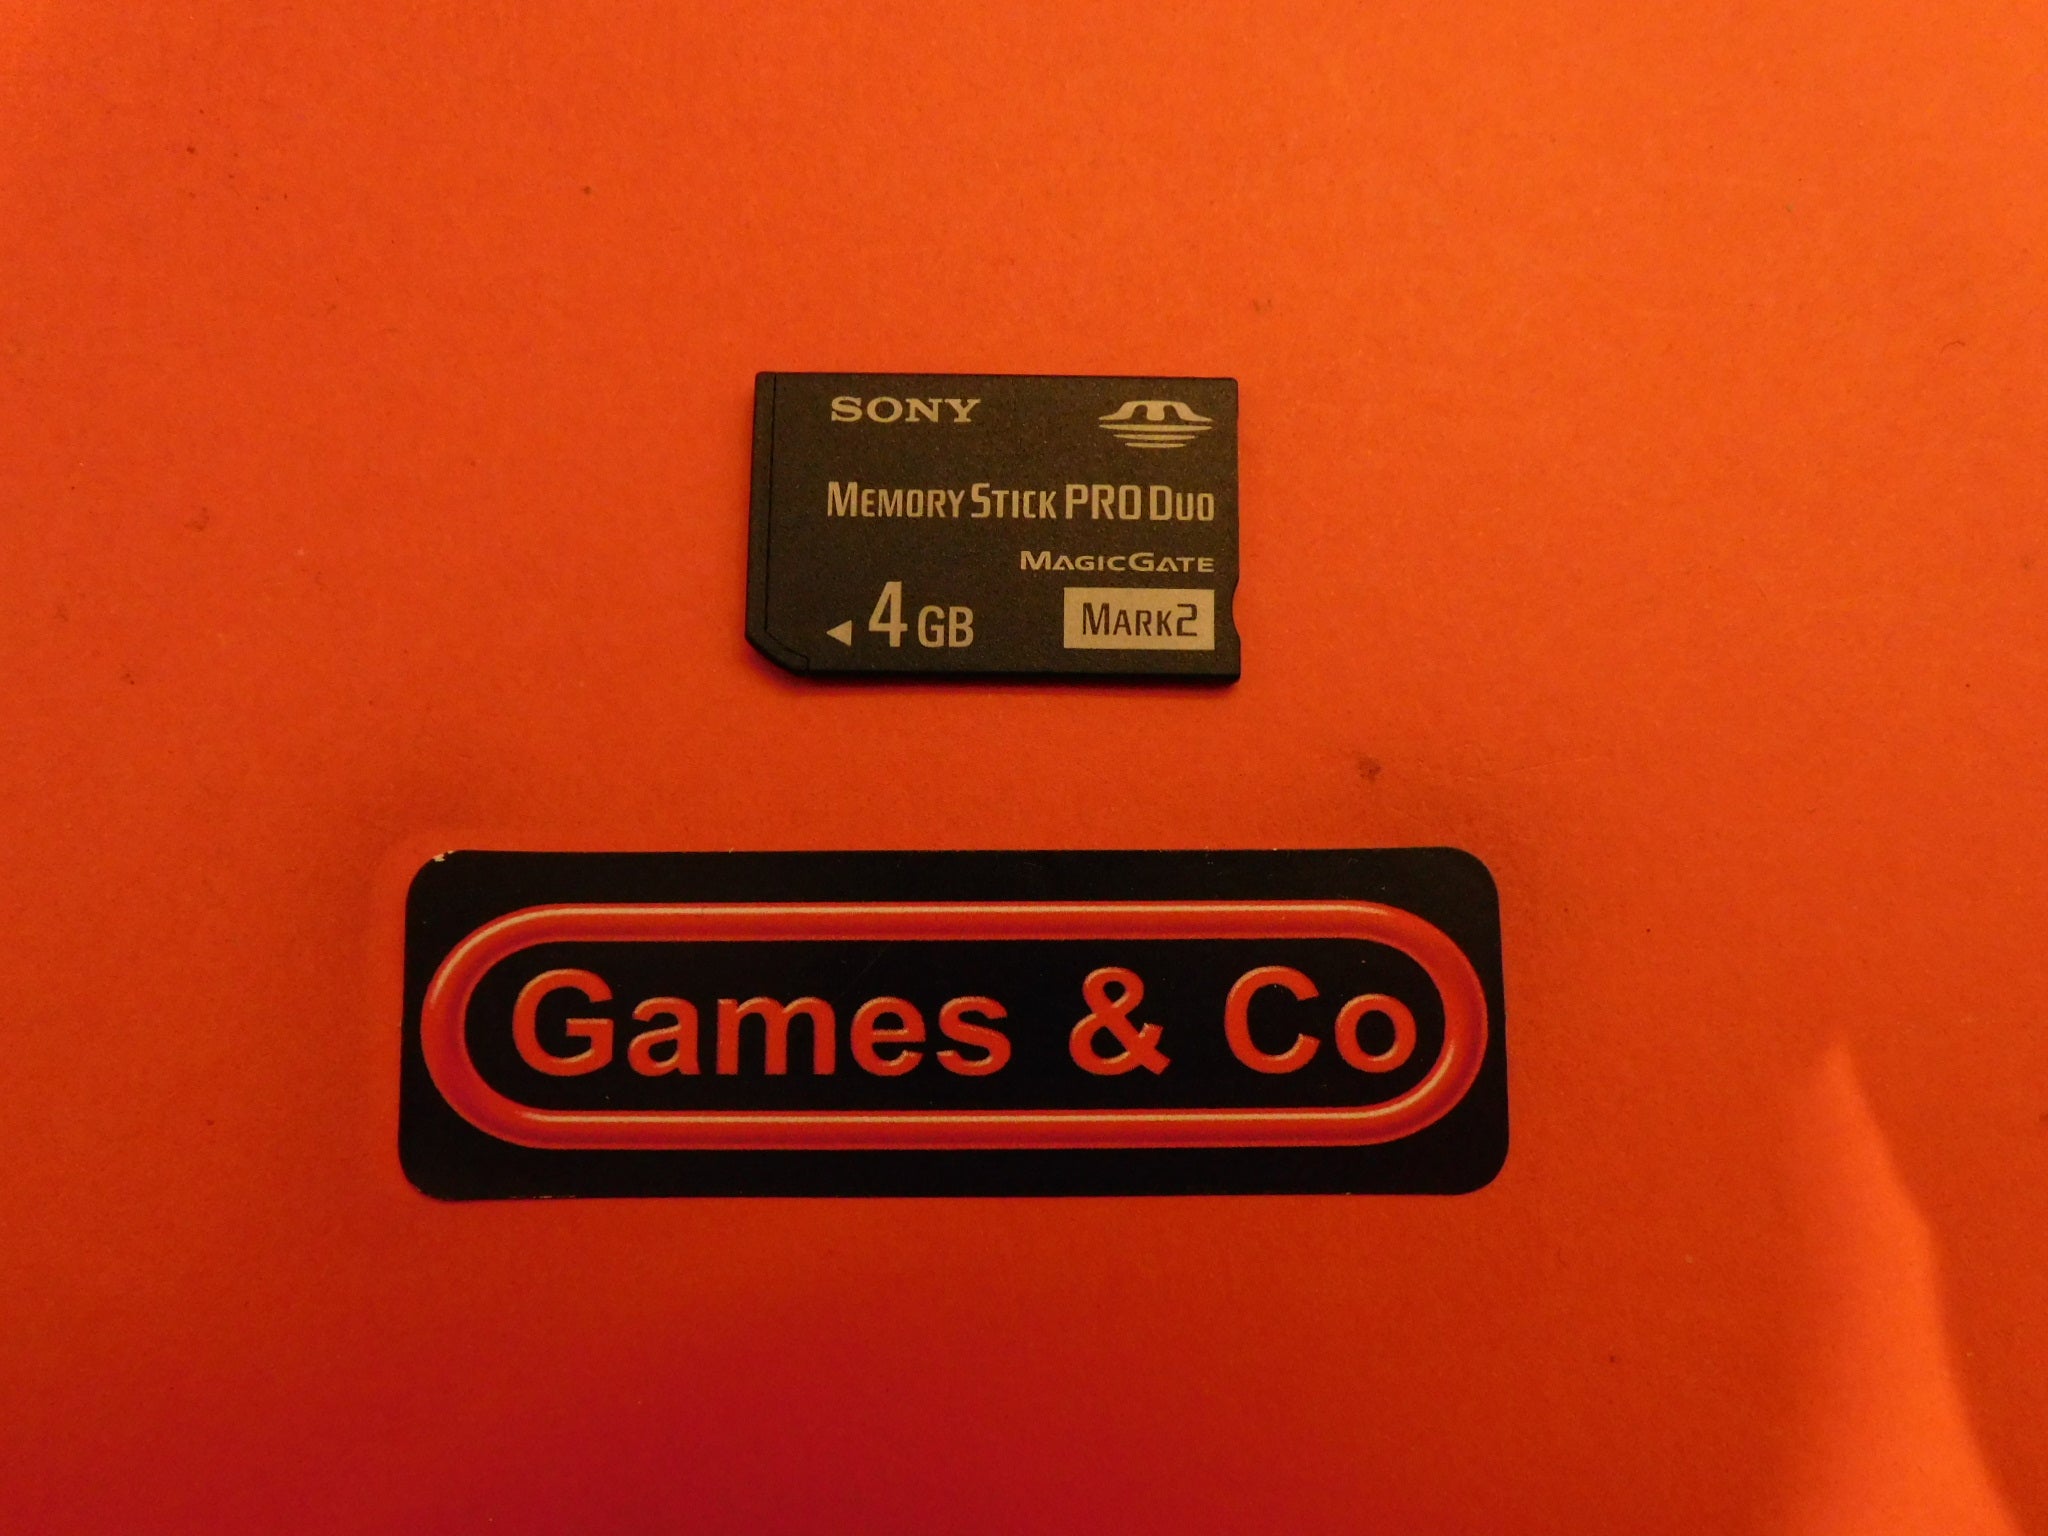 SONY
MEMORY STICK PRO DUO
MAGICGATE
4 GB
MARK2
Games & Co